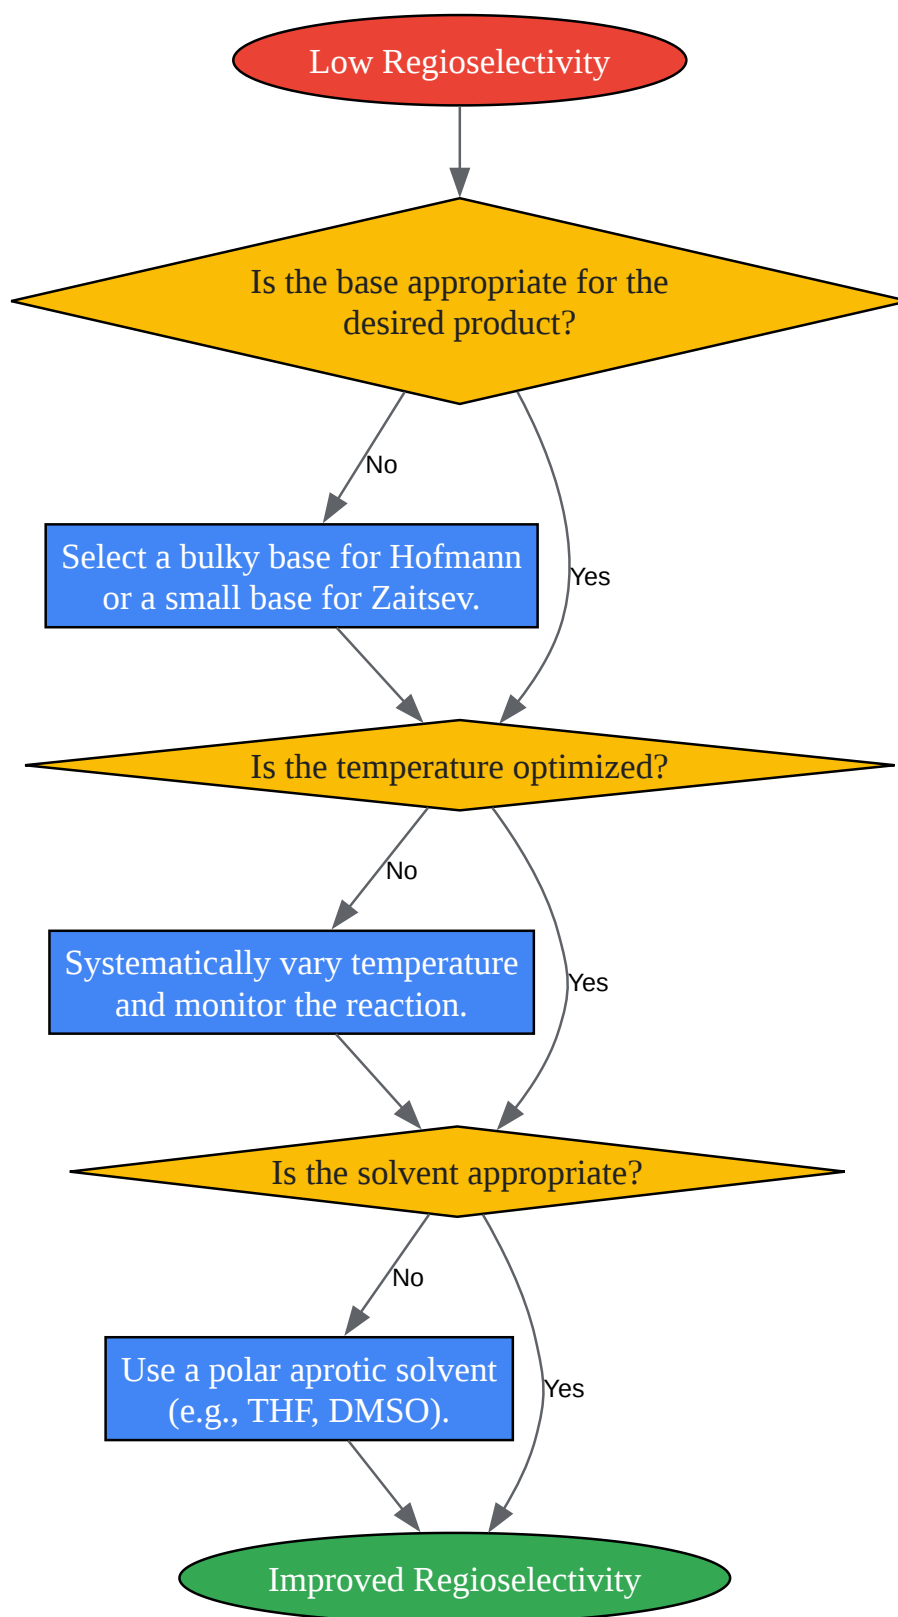 Low Regioselectivity
Is the base appropriate for the
desired product?
No
Select a bulky base for Hofmann
or a small base for Zaitsev.
Yes
Is the temperature optimized?
No
Systematically vary temperature
and monitor the reaction.
Yes
Is the solvent appropriate?
No
Use a polar aprotic solvent
(e.g., THF, DMSO).
Yes
Improved Regioselectivity